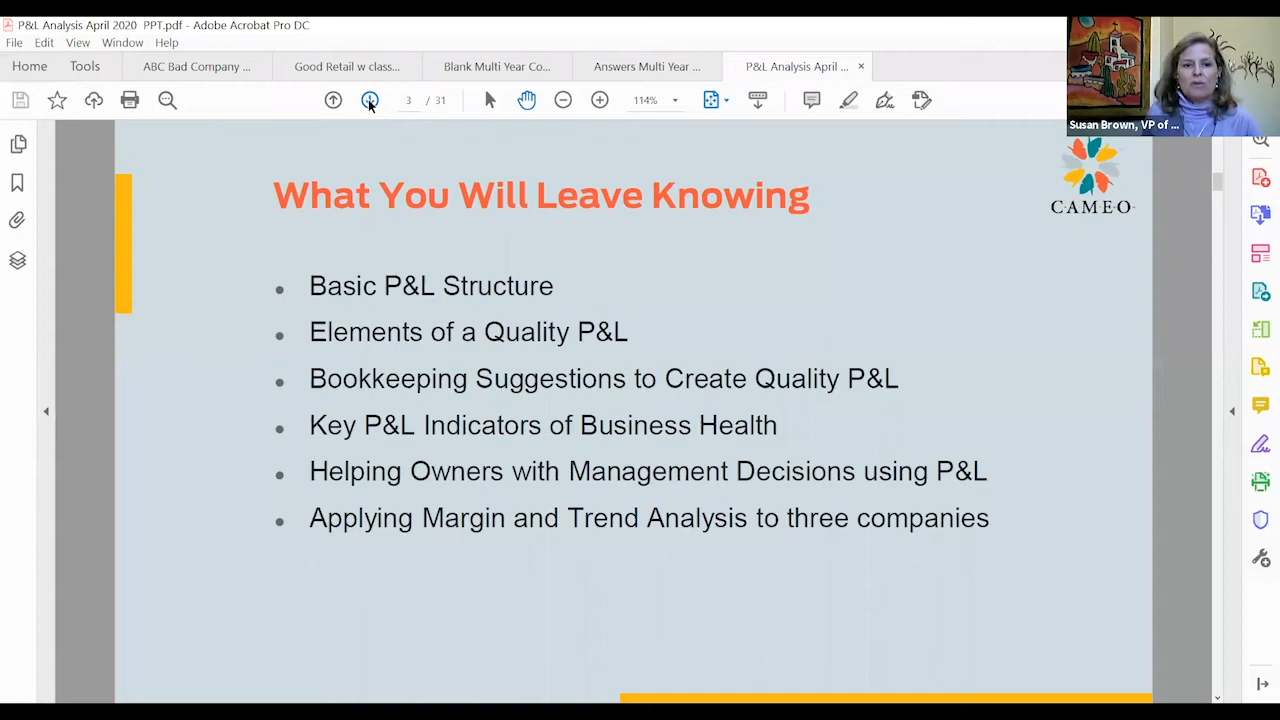 P&L Analysis April 2020 PPT.pdf - Adobe Acrobat Pro DC
File Edit View Window Help
Home Tools ABC Bad Company ... Good Retail w class... Blank Multi Year Co... Answers Multi Year ... P&L Analysis April ... ×
3 / 31 114%
Susan Brown, VP of ...
CAMEO
What You Will Leave Knowing
• Basic P&L Structure
• Elements of a Quality P&L
• Bookkeeping Suggestions to Create Quality P&L
• Key P&L Indicators of Business Health
• Helping Owners with Management Decisions using P&L
• Applying Margin and Trend Analysis to three companies